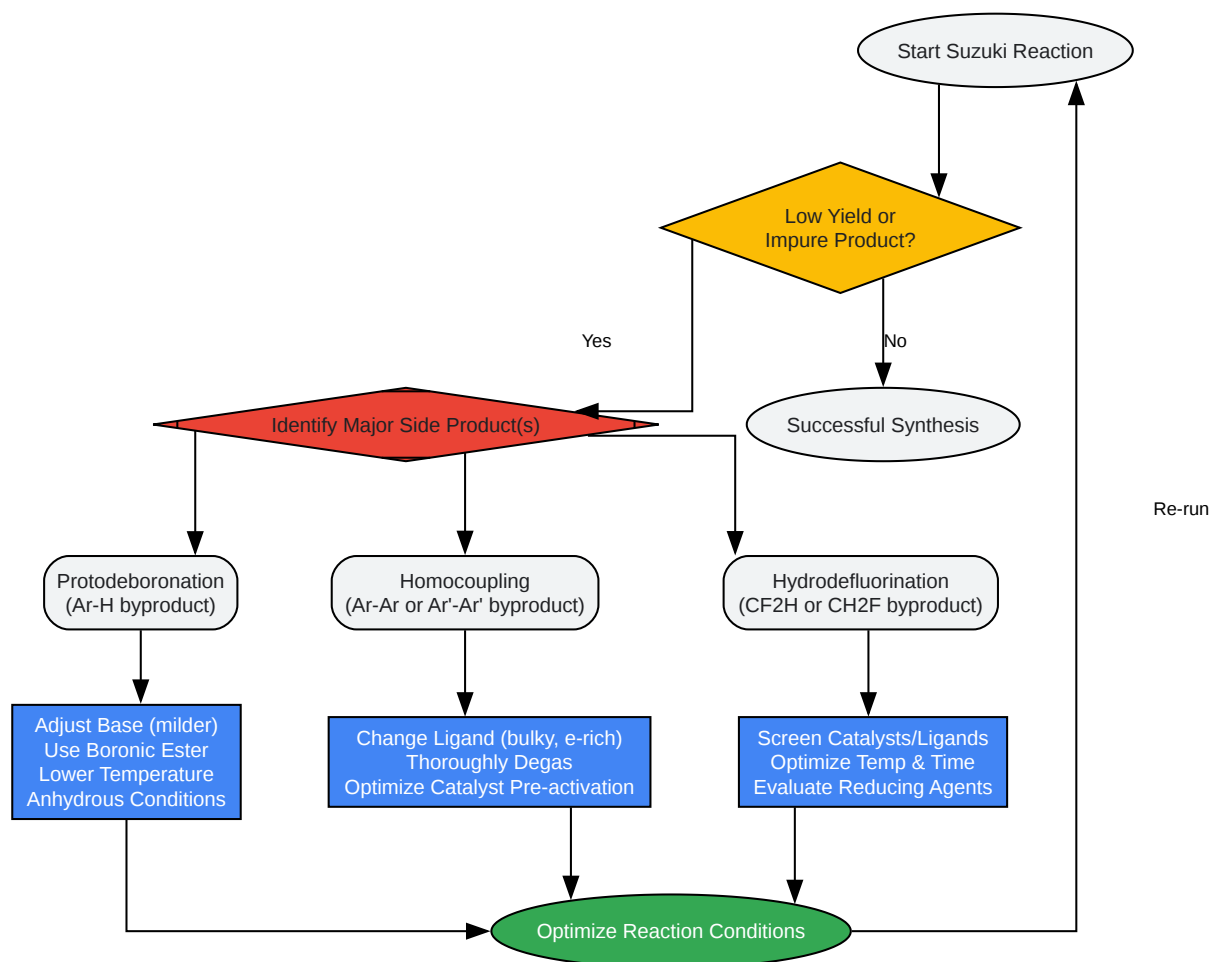 Start Suzuki Reaction
Low Yield or
Impure Product?
Yes
No
Identify Major Side Product(s)
Successful Synthesis
Re-run
Protodeboronation
(Ar-H byproduct)
Homocoupling
(Ar-Ar or Ar'-Ar' byproduct)
Hydrodefluorination
(CF2H or CH2F byproduct)
Adjust Base (milder)
Use Boronic Ester
Lower Temperature
Anhydrous Conditions
Change Ligand (bulky, e-rich)
Thoroughly Degas
Optimize Catalyst Pre-activation
Screen Catalysts/Ligands
Optimize Temp & Time
Evaluate Reducing Agents
Optimize Reaction Conditions